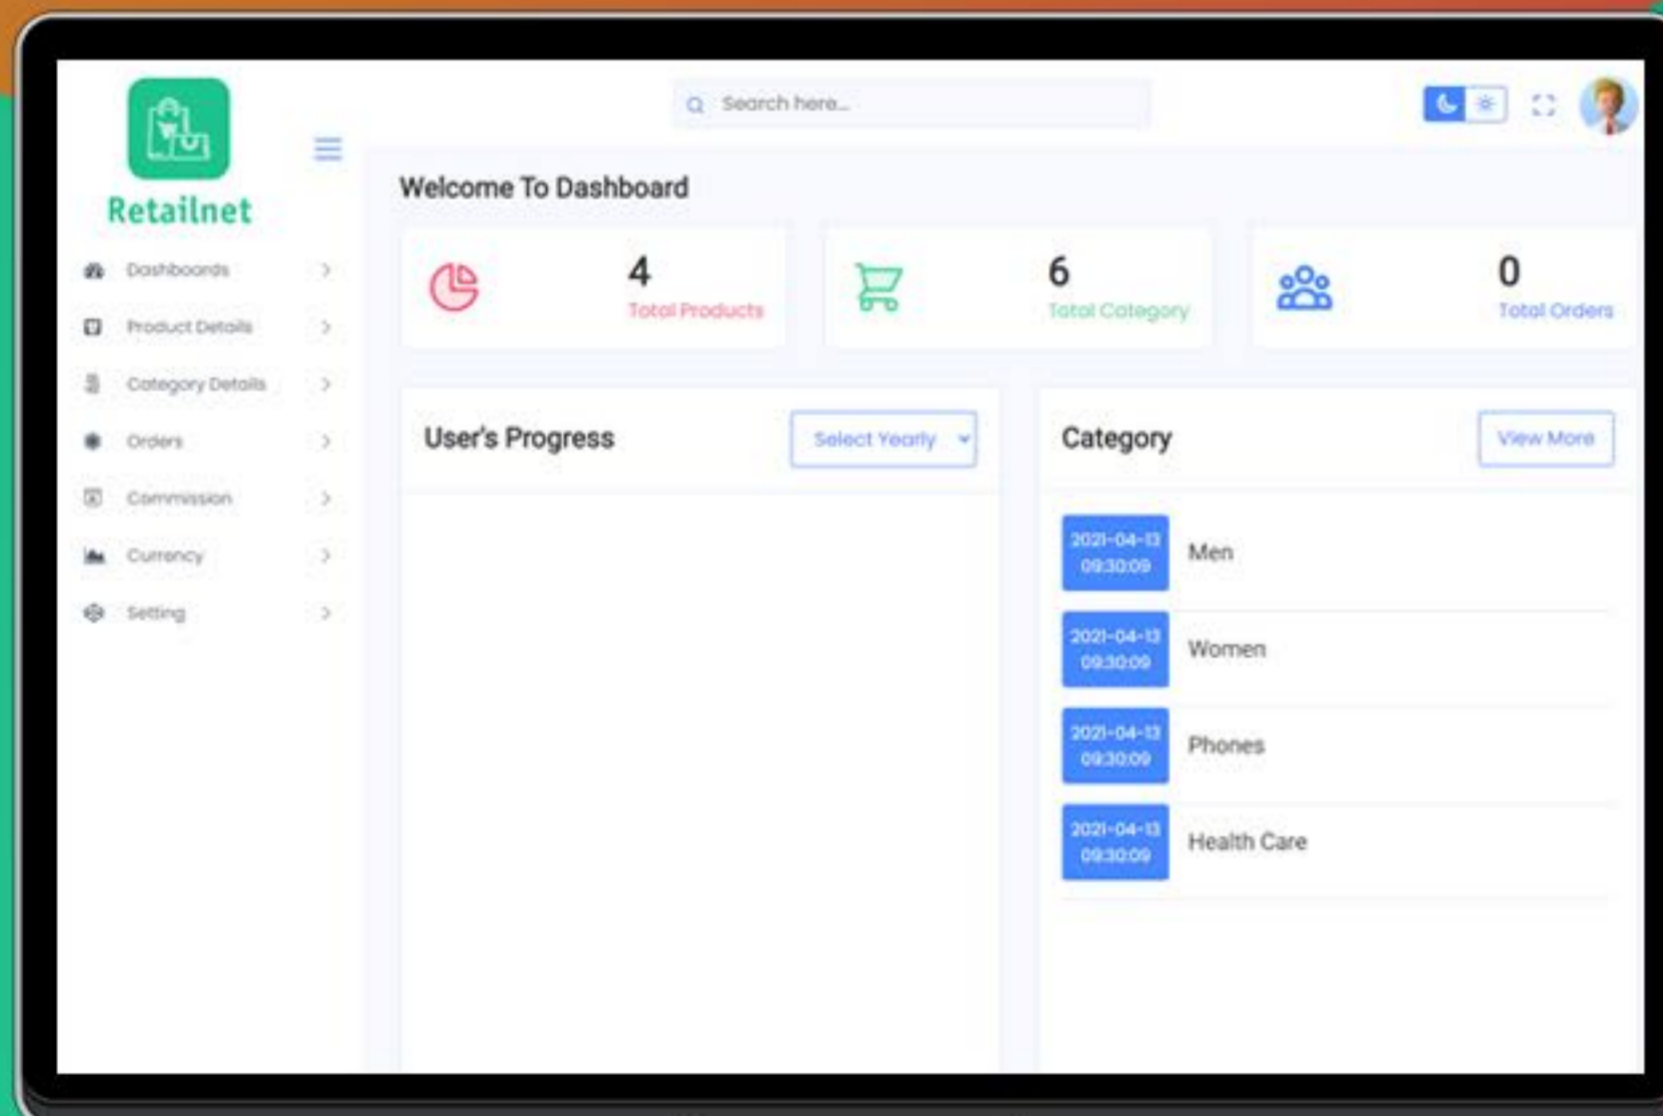 Retailnet
Search here...
Dashboards
Product Details
Category Details
Orders
Commission
Currency
Setting
Welcome To Dashboard
4
Total Products
6
Total Category
0
Total Orders
User's Progress
Select Yearly
Category
View More
2021-04-13
09:30:09
Men
2021-04-13
09:30:09
Women
2021-04-13
09:30:09
Phones
2021-04-13
09:30:09
Health Care